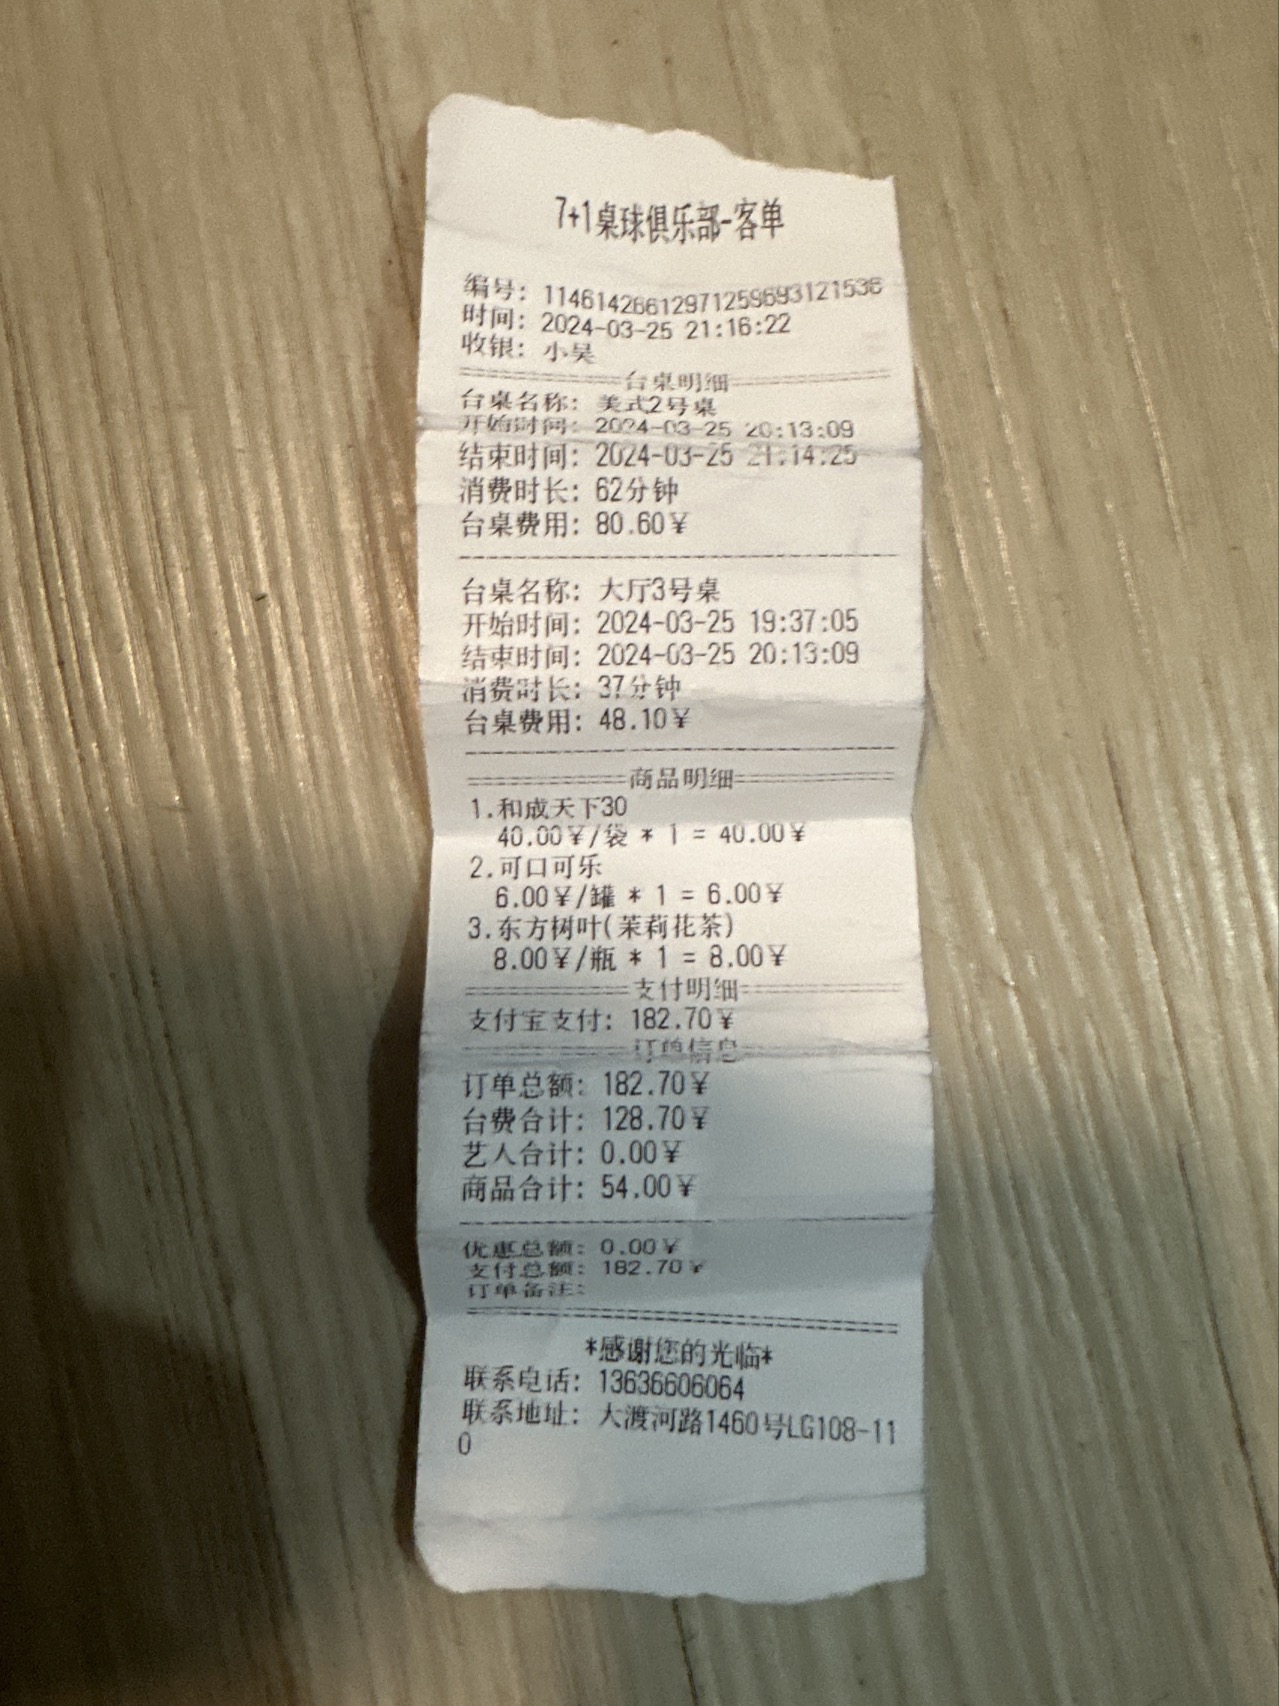 7+1桌球俱乐部-客单
编号: 11461426612971259693121536
时间: 2024-03-25 21:16:22
收银: 小吴
台桌明细
台桌名称: 美式2号桌
开始时间: 2024-03-25 20:13:09
结束时间: 2024-03-25 21:14:25
消费时长: 62分钟
台桌费用: 80.60¥
台桌名称: 大厅3号桌
开始时间: 2024-03-25 19:37:05
结束时间: 2024-03-25 20:13:09
消费时长: 37分钟
台桌费用: 48.10¥
商品明细
1.和成天下30
40.00¥/袋 * 1 = 40.00¥
2.可口可乐
6.00¥/罐 * 1 = 6.00¥
3.东方树叶(茉莉花茶)
8.00¥/瓶 * 1 = 8.00¥
支付明细
支付宝支付: 182.70¥
订单信息
订单总额: 182.70¥
台费合计: 128.70¥
艺人合计: 0.00¥
商品合计: 54.00¥
优惠总额: 0.00¥
支付总额: 182.70¥
订单备注:
*感谢您的光临*
联系电话: 13636606064
联系地址: 大渡河路1460号LG108-11
0